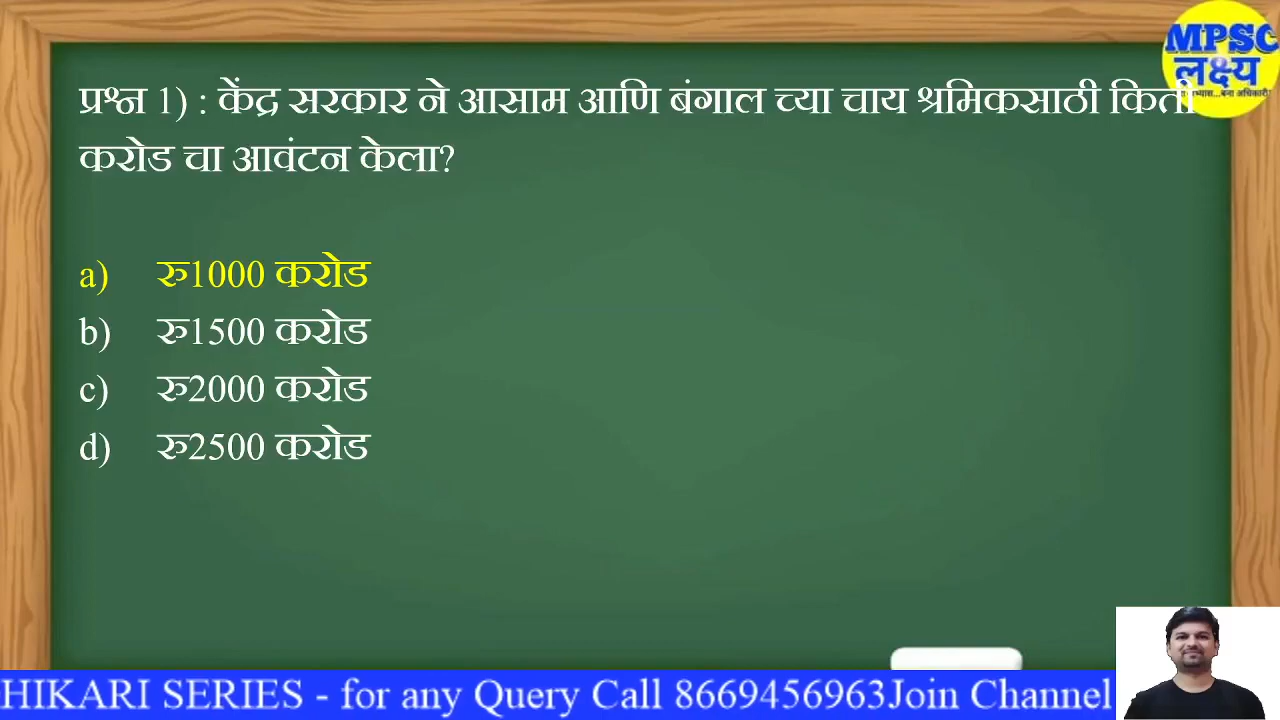 MPSC
लक्ष्य
प्रश्न 1) : केंद्र सरकार ने आसाम आणि बंगाल च्या चाय श्रमिकसाठी किती
करोड चा आवंटन केला?
a) रु1000 करोड
b) रु1500 करोड
c) रु2000 करोड
d) रु2500 करोड
HIKARI SERIES - for any Query Call 8669456963Join Channel